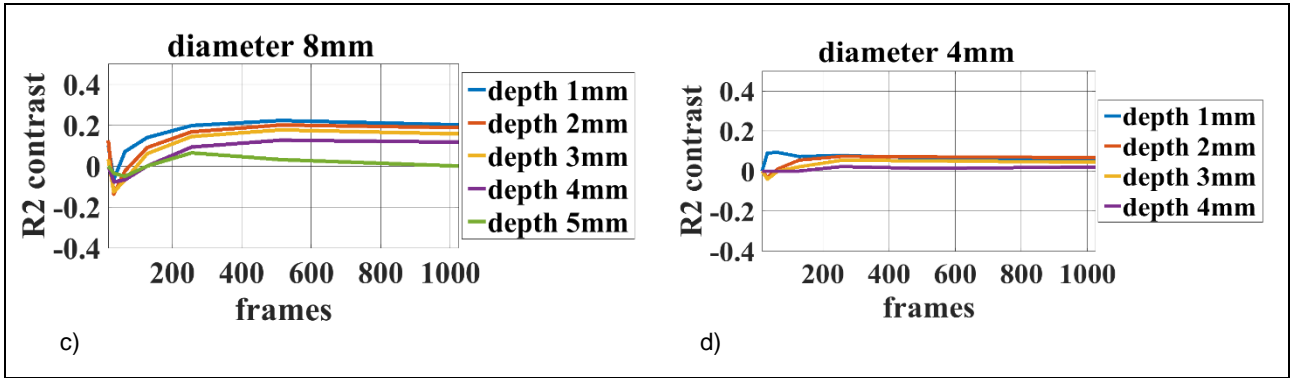 diameter 8mm
R2 contrast
0.4
0.2
0
-0.2
-0.4
200 400 600 800 1000
frames
depth 1mm
depth 2mm
depth 3mm
depth 4mm
depth 5mm
c)
diameter 4mm
R2 contrast
0.4
0.2
0
-0.2
-0.4
200 400 600 800 1000
frames
depth 1mm
depth 2mm
depth 3mm
depth 4mm
d)